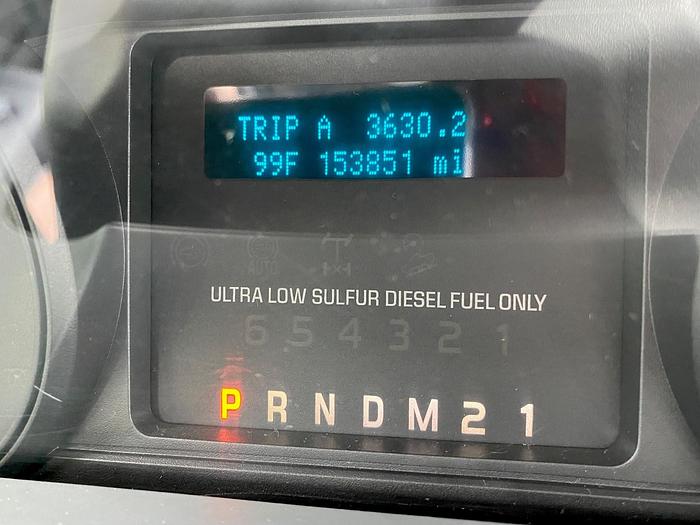 TRIP A 3630.2
99F 153851 mi
AUTO
ULTRA LOW SULFUR DIESEL FUEL ONLY
6 5 4 3 2 1
P R N D M 2 1